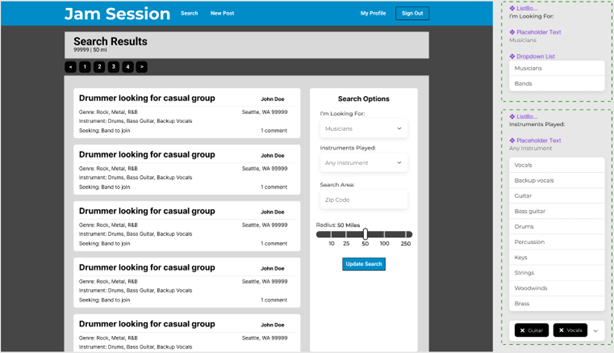 Jam Session
Search
New Post
My Profile
Sign Out
Search Results
99999 | 50 mi
<
1
2
3
4
>
Drummer looking for casual group
John Doe
Genre: Rock, Metal, R&B
Seattle, WA 99999
Instrument: Drums, Bass Guitar, Backup Vocals
Seeking: Band to join
1 comment
Drummer looking for casual group
John Doe
Genre: Rock, Metal, R&B
Seattle, WA 99999
Instrument: Drums, Bass Guitar, Backup Vocals
Seeking: Band to join
1 comment
Drummer looking for casual group
John Doe
Genre: Rock, Metal, R&B
Seattle, WA 99999
Instrument: Drums, Bass Guitar, Backup Vocals
Seeking: Band to join
1 comment
Drummer looking for casual group
John Doe
Genre: Rock, Metal, R&B
Seattle, WA 99999
Instrument: Drums, Bass Guitar, Backup Vocals
Seeking: Band to join
1 comment
Drummer looking for casual group
John Doe
Genre: Rock, Metal, R&B
Seattle, WA 99999
Instrument: Drums, Bass Guitar, Backup Vocals
Seeking: Band to join
1 comment
Search Options
I'm Looking For:
Musicians
Instruments Played:
Any Instrument
Search Area:
Zip Code
Radius: 50 Miles
10 25 50 100 250
Update Search
ListBo...
I'm Looking For:
Placeholder Text
Musicians
Dropdown List
Musicians
Bands
ListBo...
Instruments Played:
Placeholder Text
Any Instrument
Vocals
Backup vocals
Guitar
Bass guitar
Drums
Percussion
Keys
Strings
Woodwinds
Brass
Guitar
Vocals